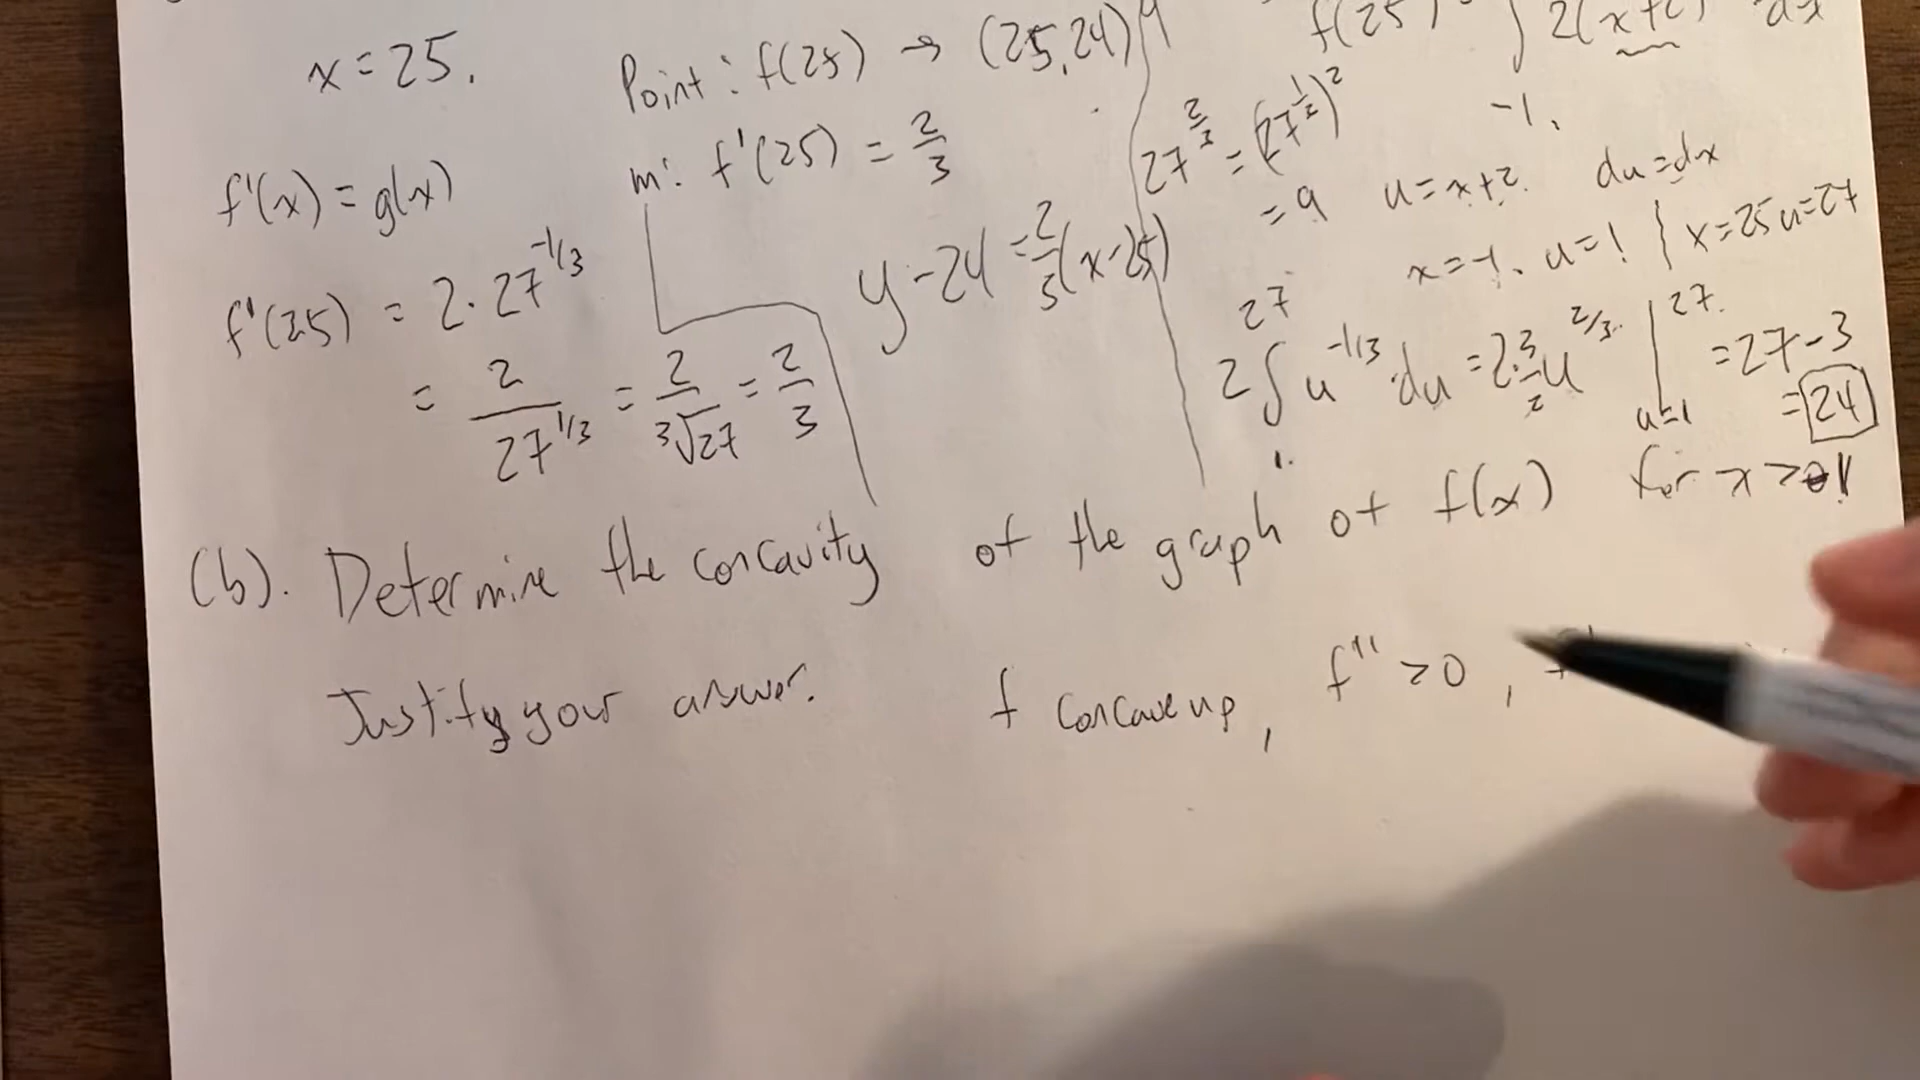 x=25.
Point: f(25) → (25,24)
f'(x) = g(x)
m: f'(25) = 2/3
f'(25) = 2·27^(-1/3)
y-24 = 2/3(x-25)
= 2/27^(1/3) = 2/³√27 = 2/3
f(25) ∫ 2(x+2) dx
-1.
= 9
u=x+2. du=dx
x=-1. u=1 { x=25 u=27
2∫ u^(-1/3) du = 2·3/2 u^(2/3) | = 27-3
27 1. 27. u=1
= 24
(b). Determine the concavity of the graph of f(x) for x>
Justify your answer. f concave up, f''>0,